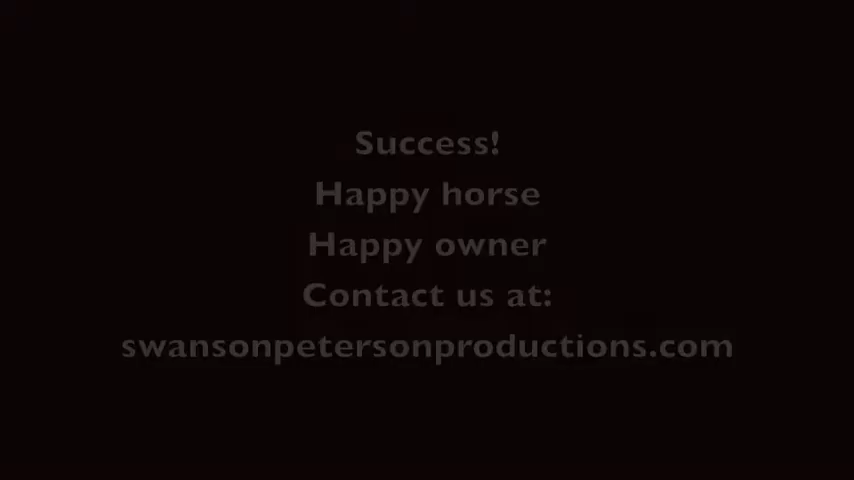 Success!
Happy horse
Happy owner
Contact us at:
swansonpetersonproductions.com